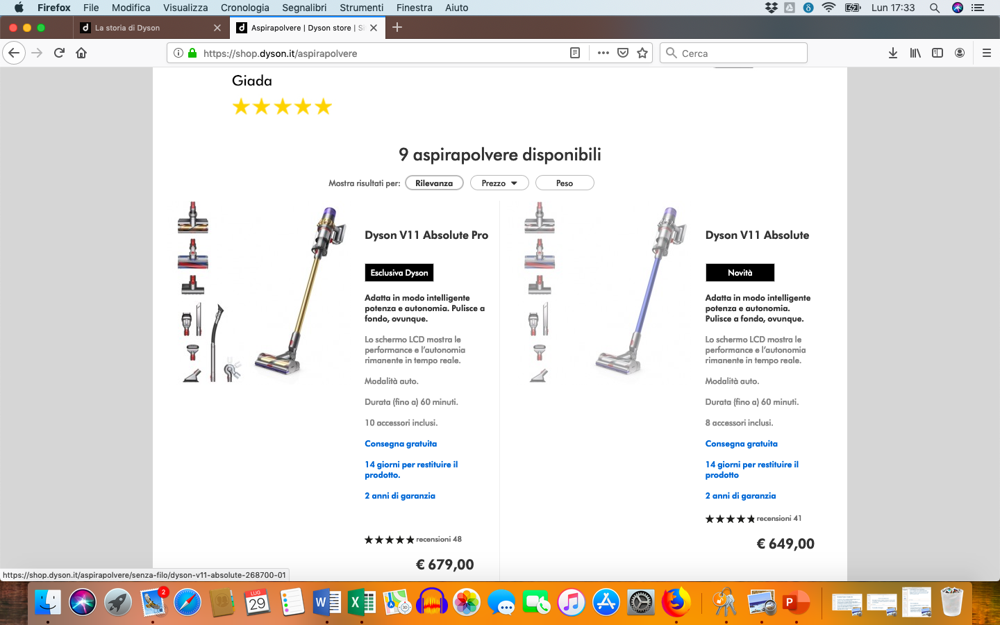 Firefox File Modifica Visualizza Cronologia Segnalibri Strumenti Finestra Aiuto
Lun 17:33
La storia di Dyson
Aspirapolvere | Dyson store |
https://shop.dyson.it/aspirapolvere
Cerca
Giada
9 aspirapolvere disponibili
Mostra risultati per: Rilevanza Prezzo Peso
Dyson V11 Absolute Pro
Esclusiva Dyson
Adatta in modo intelligente
potenza e autonomia. Pulisce a
fondo, ovunque.
Lo schermo LCD mostra le
performance e l'autonomia
rimanente in tempo reale.
Modalità auto.
Durata (fino a) 60 minuti.
10 accessori inclusi.
Consegna gratuita
14 giorni per restituire il
prodotto.
2 anni di garanzia
recensioni 48
€ 679,00
Dyson V11 Absolute
Novità
Adatta in modo intelligente
potenza e autonomia.
Pulisce a fondo, ovunque.
Lo schermo LCD mostra le
performance e l'autonomia
rimanente in tempo reale.
Modalità auto.
Durata (fino a) 60 minuti.
8 accessori inclusi.
Consegna gratuita
14 giorni per restituire il
prodotto
2 anni di garanzia
recensioni 41
€ 649,00
https://shop.dyson.it/aspirapolvere/senza-filo/dyson-v11-absolute-268700-01
2
LUG
29
W
X
3D
P